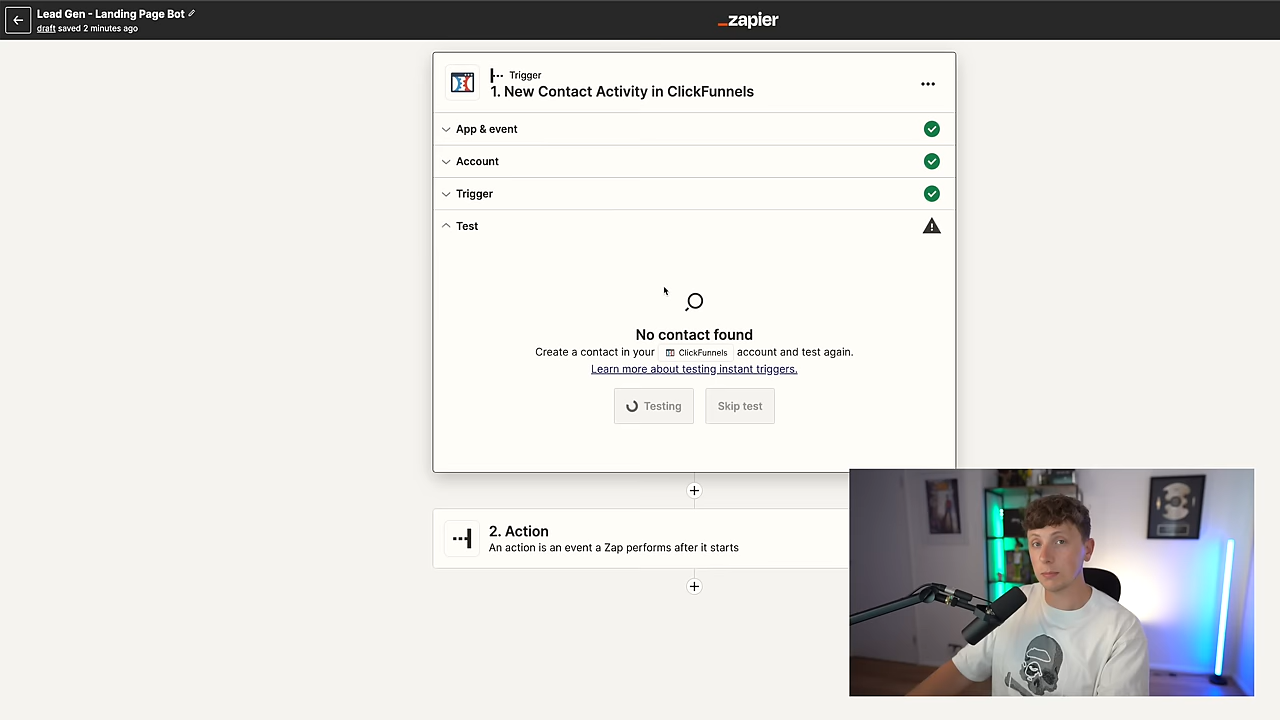 Lead Gen - Landing Page Bot
draft saved 2 minutes ago
_zapier
Trigger
1. New Contact Activity in ClickFunnels
App & event
Account
Trigger
Test
No contact found
Create a contact in your ClickFunnels account and test again.
Learn more about testing instant triggers.
Testing
Skip test
2. Action
An action is an event a Zap performs after it starts